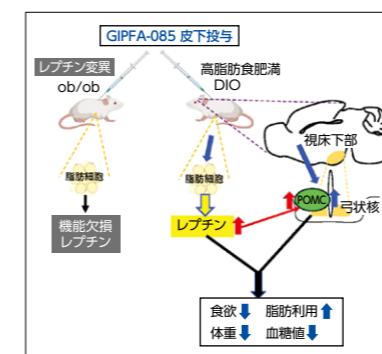 GIPFA-085 皮下投与
レプチン変異
ob/ob
高脂肪食肥満
DIO
視床下部
脂肪細胞
脂肪細胞
POMC
弓状核
機能欠損
レプチン
レプチン
食欲 脂肪利用
体重 血糖値